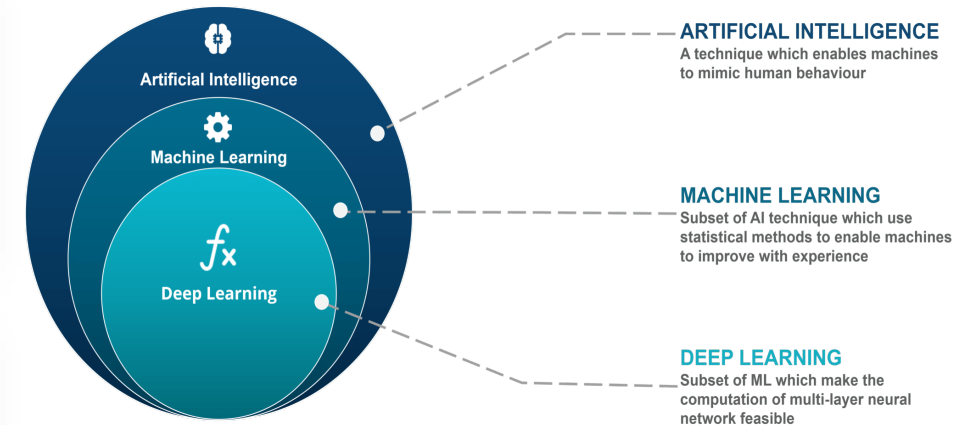 Artificial Intelligence
Machine Learning
fx
Deep Learning
ARTIFICIAL INTELLIGENCE
A technique which enables machines
to mimic human behaviour
MACHINE LEARNING
Subset of AI technique which use
statistical methods to enable machines
to improve with experience
DEEP LEARNING
Subset of ML which make the
computation of multi-layer neural
network feasible